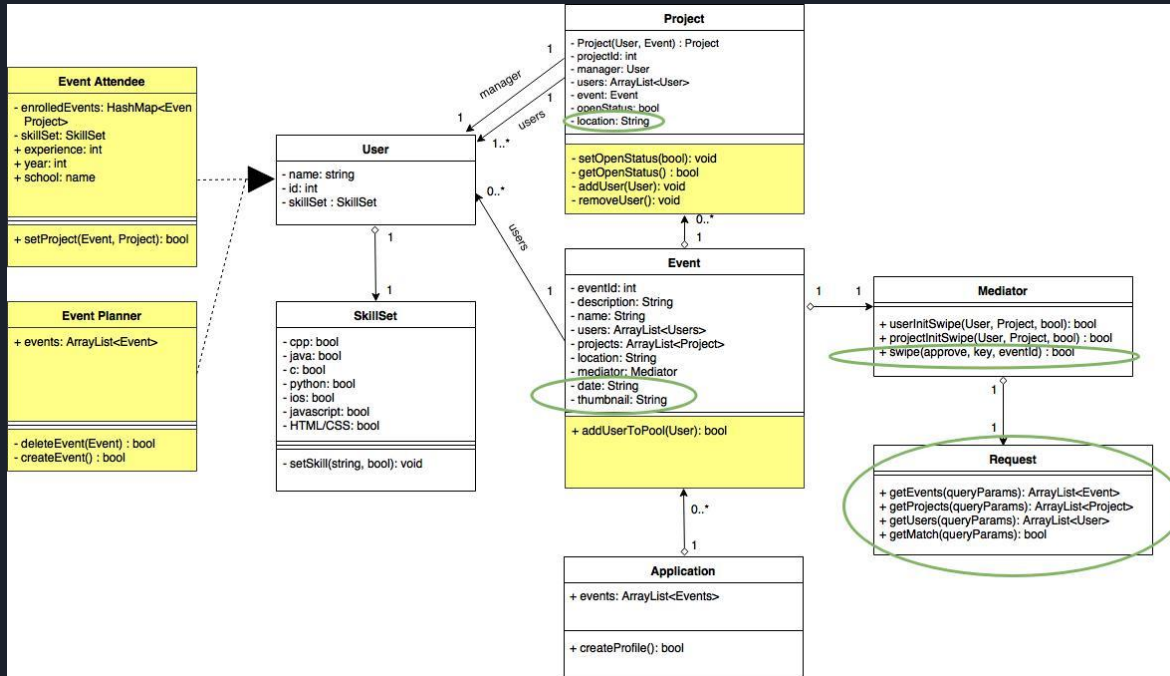 Project
- Project(User, Event) : Project
- projectId: int
- manager: User
- users: ArrayList<User>
- event: Event
- openStatus: bool
- location: String
- setOpenStatus(bool): void
- getOpenStatus() : bool
- addUser(User): void
- removeUser(): void
Event Attendee
- enrolledEvents: HashMap<Even
Project>
- skillSet: SkillSet
+ experience: int
+ year: int
+ school: name
+ setProject(Event, Project): bool
1
manager
1
1
users
1..*
User
- name: string
- id: int
- skillSet : SkillSet
0..*
users
1
1
1
0..*
1
Event
- eventId: int
- description: String
- name: String
- users: ArrayList<Users>
- projects: ArrayList<Project>
- location: String
- mediator: Mediator
- date: String
- thumbnail: String
+ addUserToPool(User): bool
1
1
Mediator
+ userInitSwipe(User, Project, bool): bool
+ projectInitSwipe(User, Project, bool) : bool
+ swipe(approve, key, eventId) : bool
Event Planner
+ events: ArrayList<Event>
- deleteEvent(Event) : bool
- createEvent() : bool
SkillSet
- cpp: bool
- java: bool
- c: bool
- python: bool
- ios: bool
- javascript: bool
- HTML/CSS: bool
- setSkill(string, bool): void
1
1
Request
+ getEvents(queryParams): ArrayList<Event>
+ getProjects(queryParams): ArrayList<Project>
+ getUsers(queryParams): ArrayList<User>
+ getMatch(queryParams): bool
0..*
1
Application
+ events: ArrayList<Events>
+ createProfile(): bool